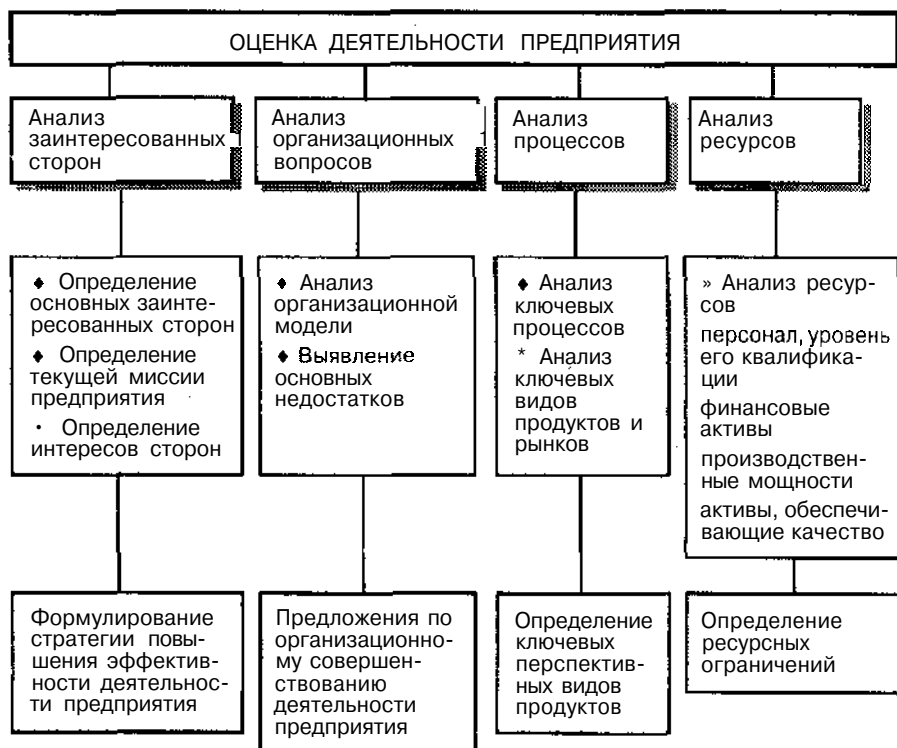 ОЦЕНКА ДЕЯТЕЛЬНОСТИ ПРЕДПРИЯТИЯ
Анализ
заинтересованных
сторон
Анализ
организационных
вопросов
Анализ
процессов
Анализ
ресурсов
♦ Определение
основных заинте-
ресованных сторон
♦ Определение
текущей миссии
предприятия
· Определение
интересов сторон
♦ Анализ
организационной
модели
♦ Выявление
основных
недостатков
♦ Анализ
ключевых
процессов
* Анализ
ключевых
видов
продуктов и
рынков
» Анализ ресур-
сов
персонал, уровень
его квалифика-
ции
финансовые
активы
производствен-
ные мощности
активы, обеспечи-
вающие качество
Формулирование
стратегии повы-
шения эффектив-
ности деятельнос-
ти предприятия
Предложения по
организационно-
му совершен-
ствованию
деятельности
предприятия
Определение
ключевых
перспектив-
ных видов
продуктов
Определение
ресурсных
ограничений